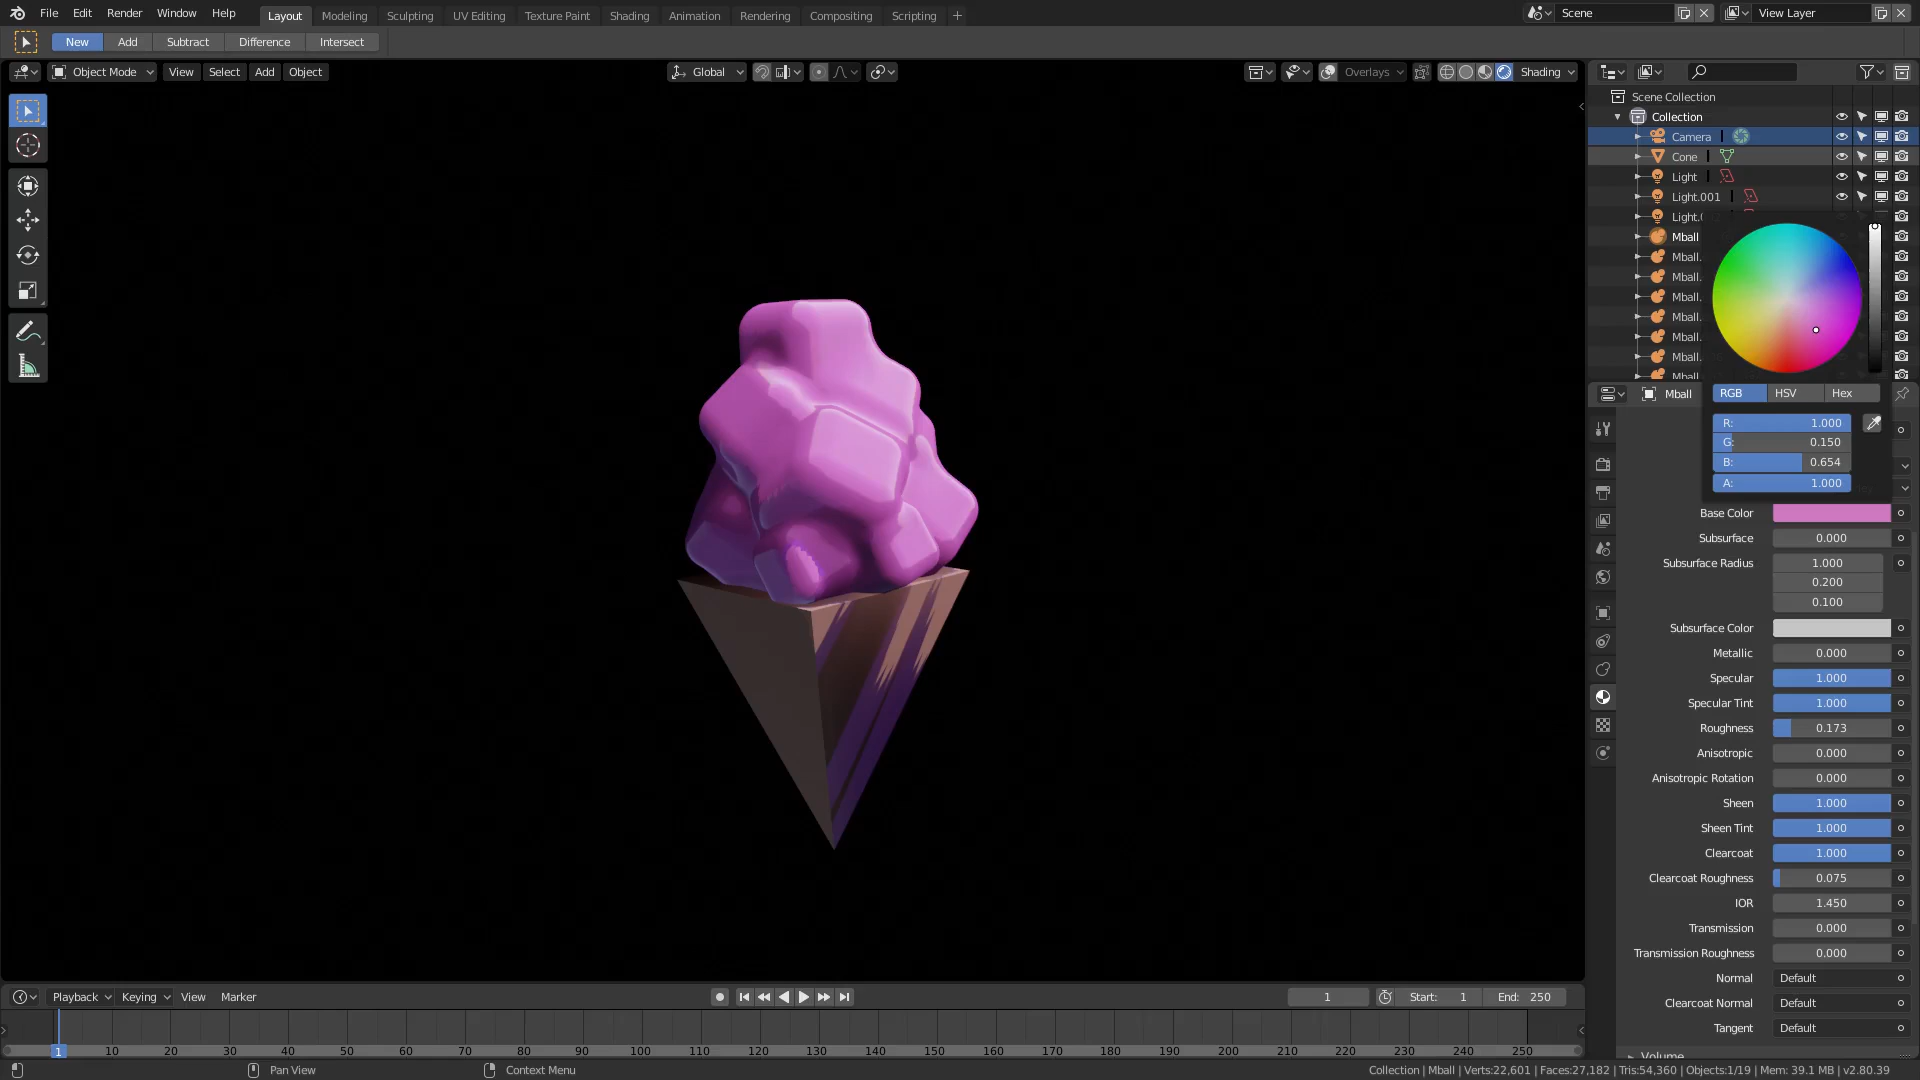 File Edit Render Window Help Layout Modeling Sculpting UV Editing Texture Paint Shading Animation Rendering Compositing Scripting + Scene View Layer
New Add Subtract Difference Intersect
Object Mode View Select Add Object Global Overlays Shading
Scene Collection
Collection
Camera
Cone
Light
Light.001
Light.
Mball
Mball.
Mball.
Mball.
Mball.
Mball.
Mball.
Mball
RGB HSV Hex
Mball
R: 1.000
G: 0.150
B: 0.654
A: 1.000
Base Color
Subsurface 0.000
Subsurface Radius 1.000
0.200
0.100
Subsurface Color
Metallic 0.000
Specular 1.000
Specular Tint 1.000
Roughness 0.173
Anisotropic 0.000
Anisotropic Rotation 0.000
Sheen 1.000
Sheen Tint 1.000
Clearcoat 1.000
Clearcoat Roughness 0.075
IOR 1.450
Transmission 0.000
Transmission Roughness 0.000
Normal Default
Clearcoat Normal Default
Tangent Default
Volume
Playback Keying View Marker 1 Start: 1 End: 250
1 10 20 30 40 50 60 70 80 90 100 110 120 130 140 150 160 170 180 190 200 210 220 230 240 250
Pan View Context Menu Collection | Mball | Verts:22,601 | Faces:27,182 | Tris:54,360 | Objects:1/19 | Mem: 39.1 MB | v2.80.39